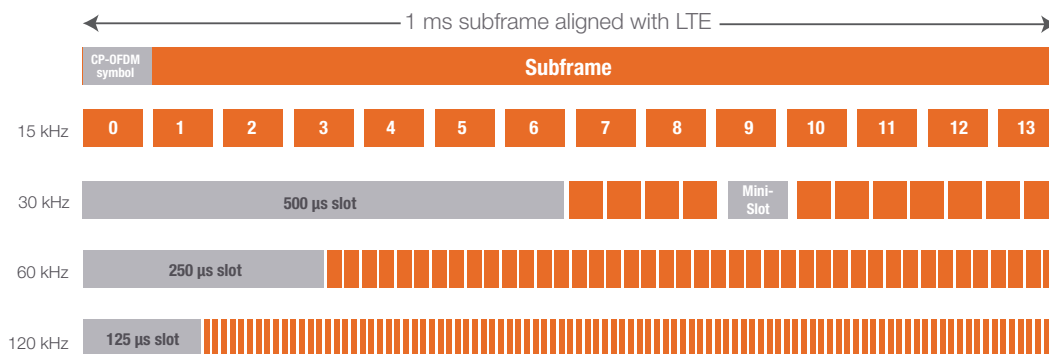 1 ms subframe aligned with LTE
CP-OFDM
symbol
Subframe
15 kHz 0 1 2 3 4 5 6 7 8 9 10 11 12 13
30 kHz 500 µs slot Mini-
Slot
60 kHz 250 µs slot
120 kHz 125 µs slot